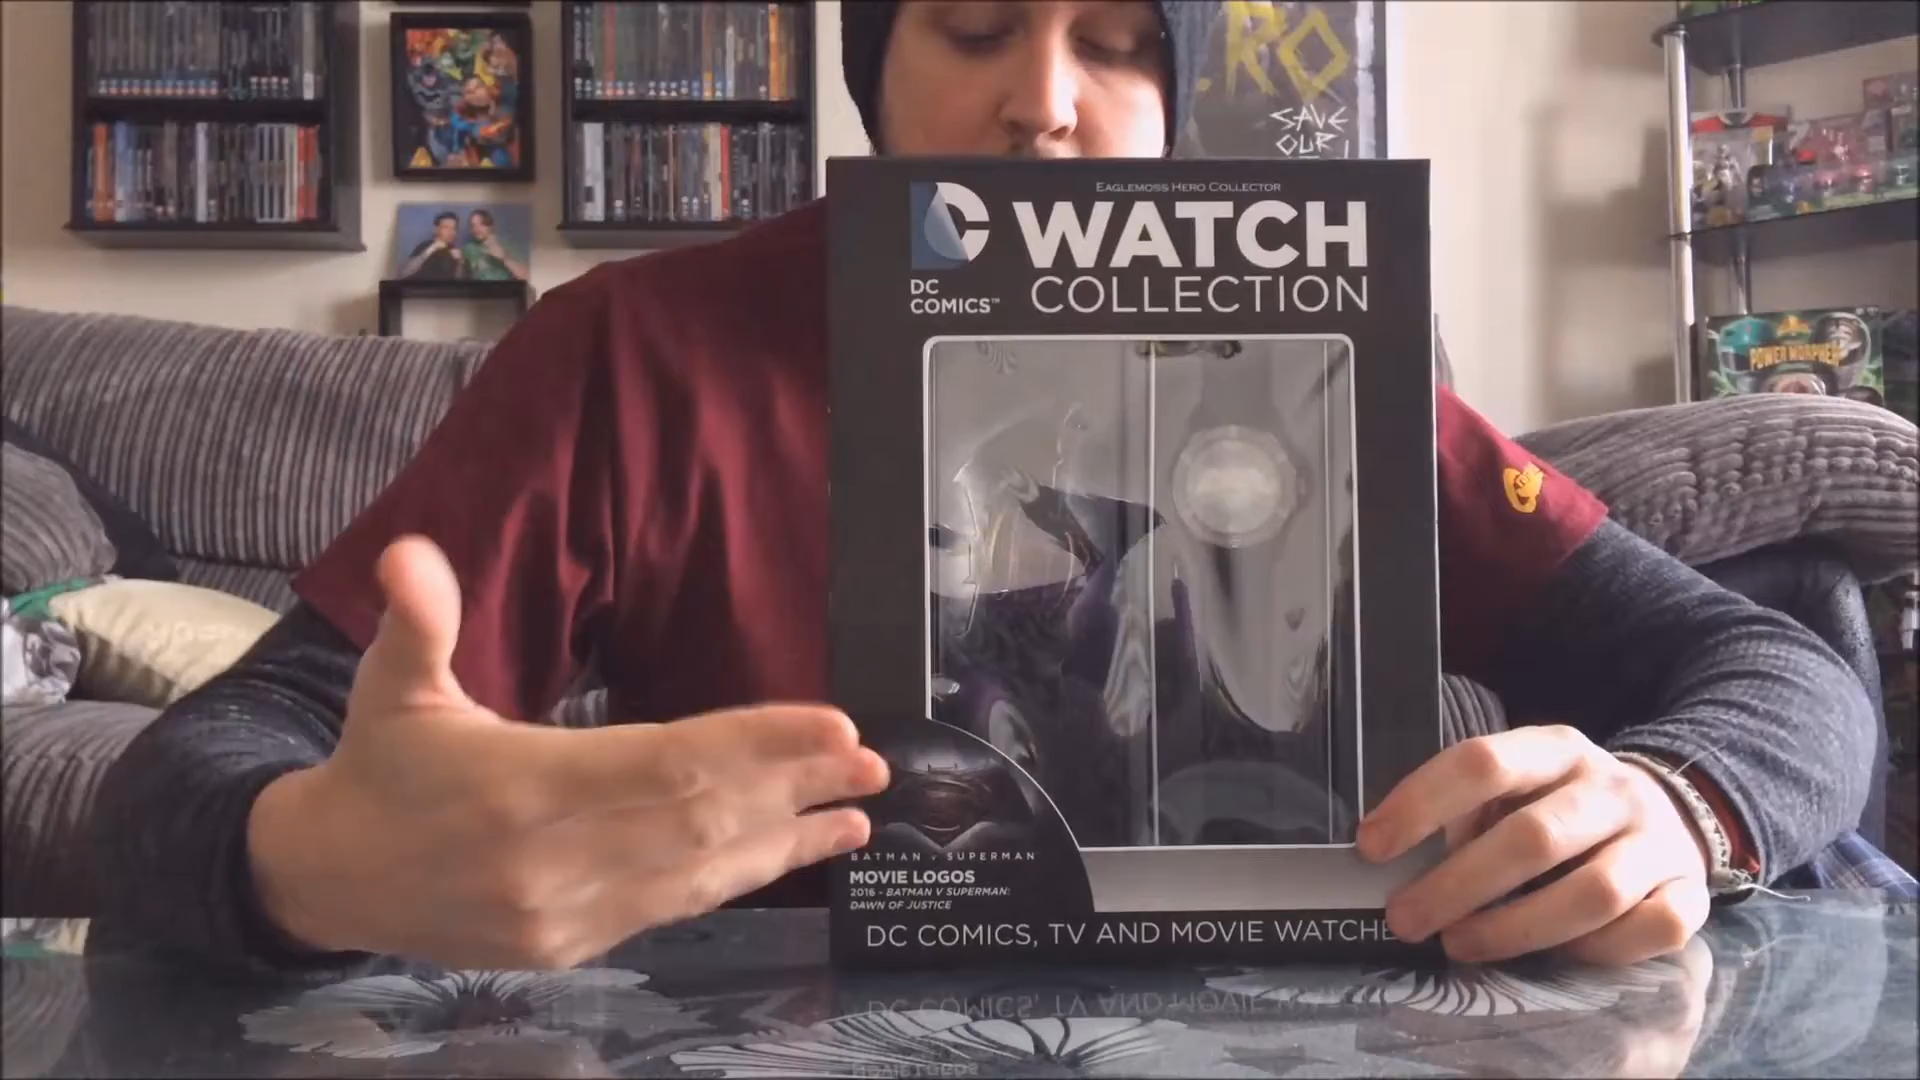 RO
SAVE
OUR
EAGLEMOSS HERO COLLECTOR
WATCH
COLLECTION
DC
COMICS™
POWER MORPHER
BATMAN v SUPERMAN
MOVIE LOGOS
2016 - BATMAN V SUPERMAN:
DAWN OF JUSTICE
DC COMICS, TV AND MOVIE WATCHE